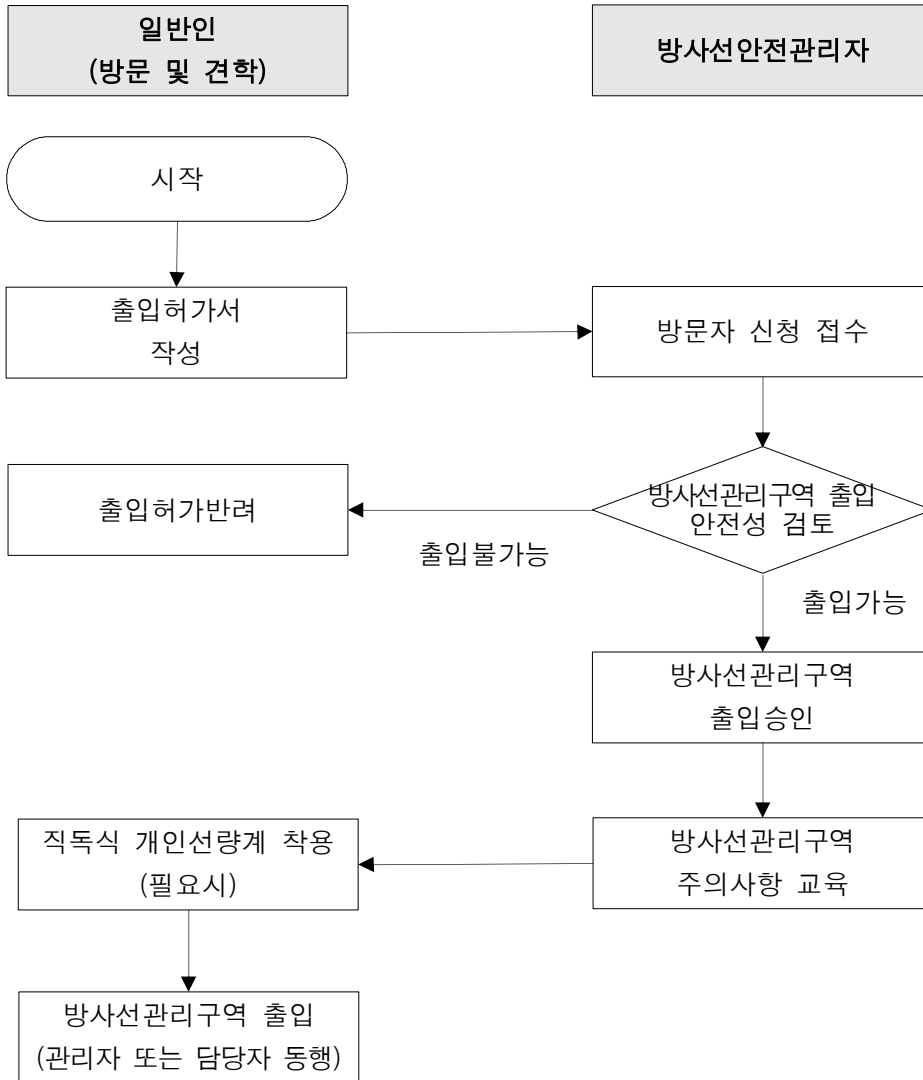 일반인
(방문 및 견학)
방사선안전관리자
시작
출입허가서
작성
방문자 신청 접수
출입허가반려
방사선관리구역 출입
안전성 검토
출입불가능
출입가능
방사선관리구역
출입승인
직독식 개인선량계 착용
(필요시)
방사선관리구역
주의사항 교육
방사선관리구역 출입
(관리자 또는 담당자 동행)